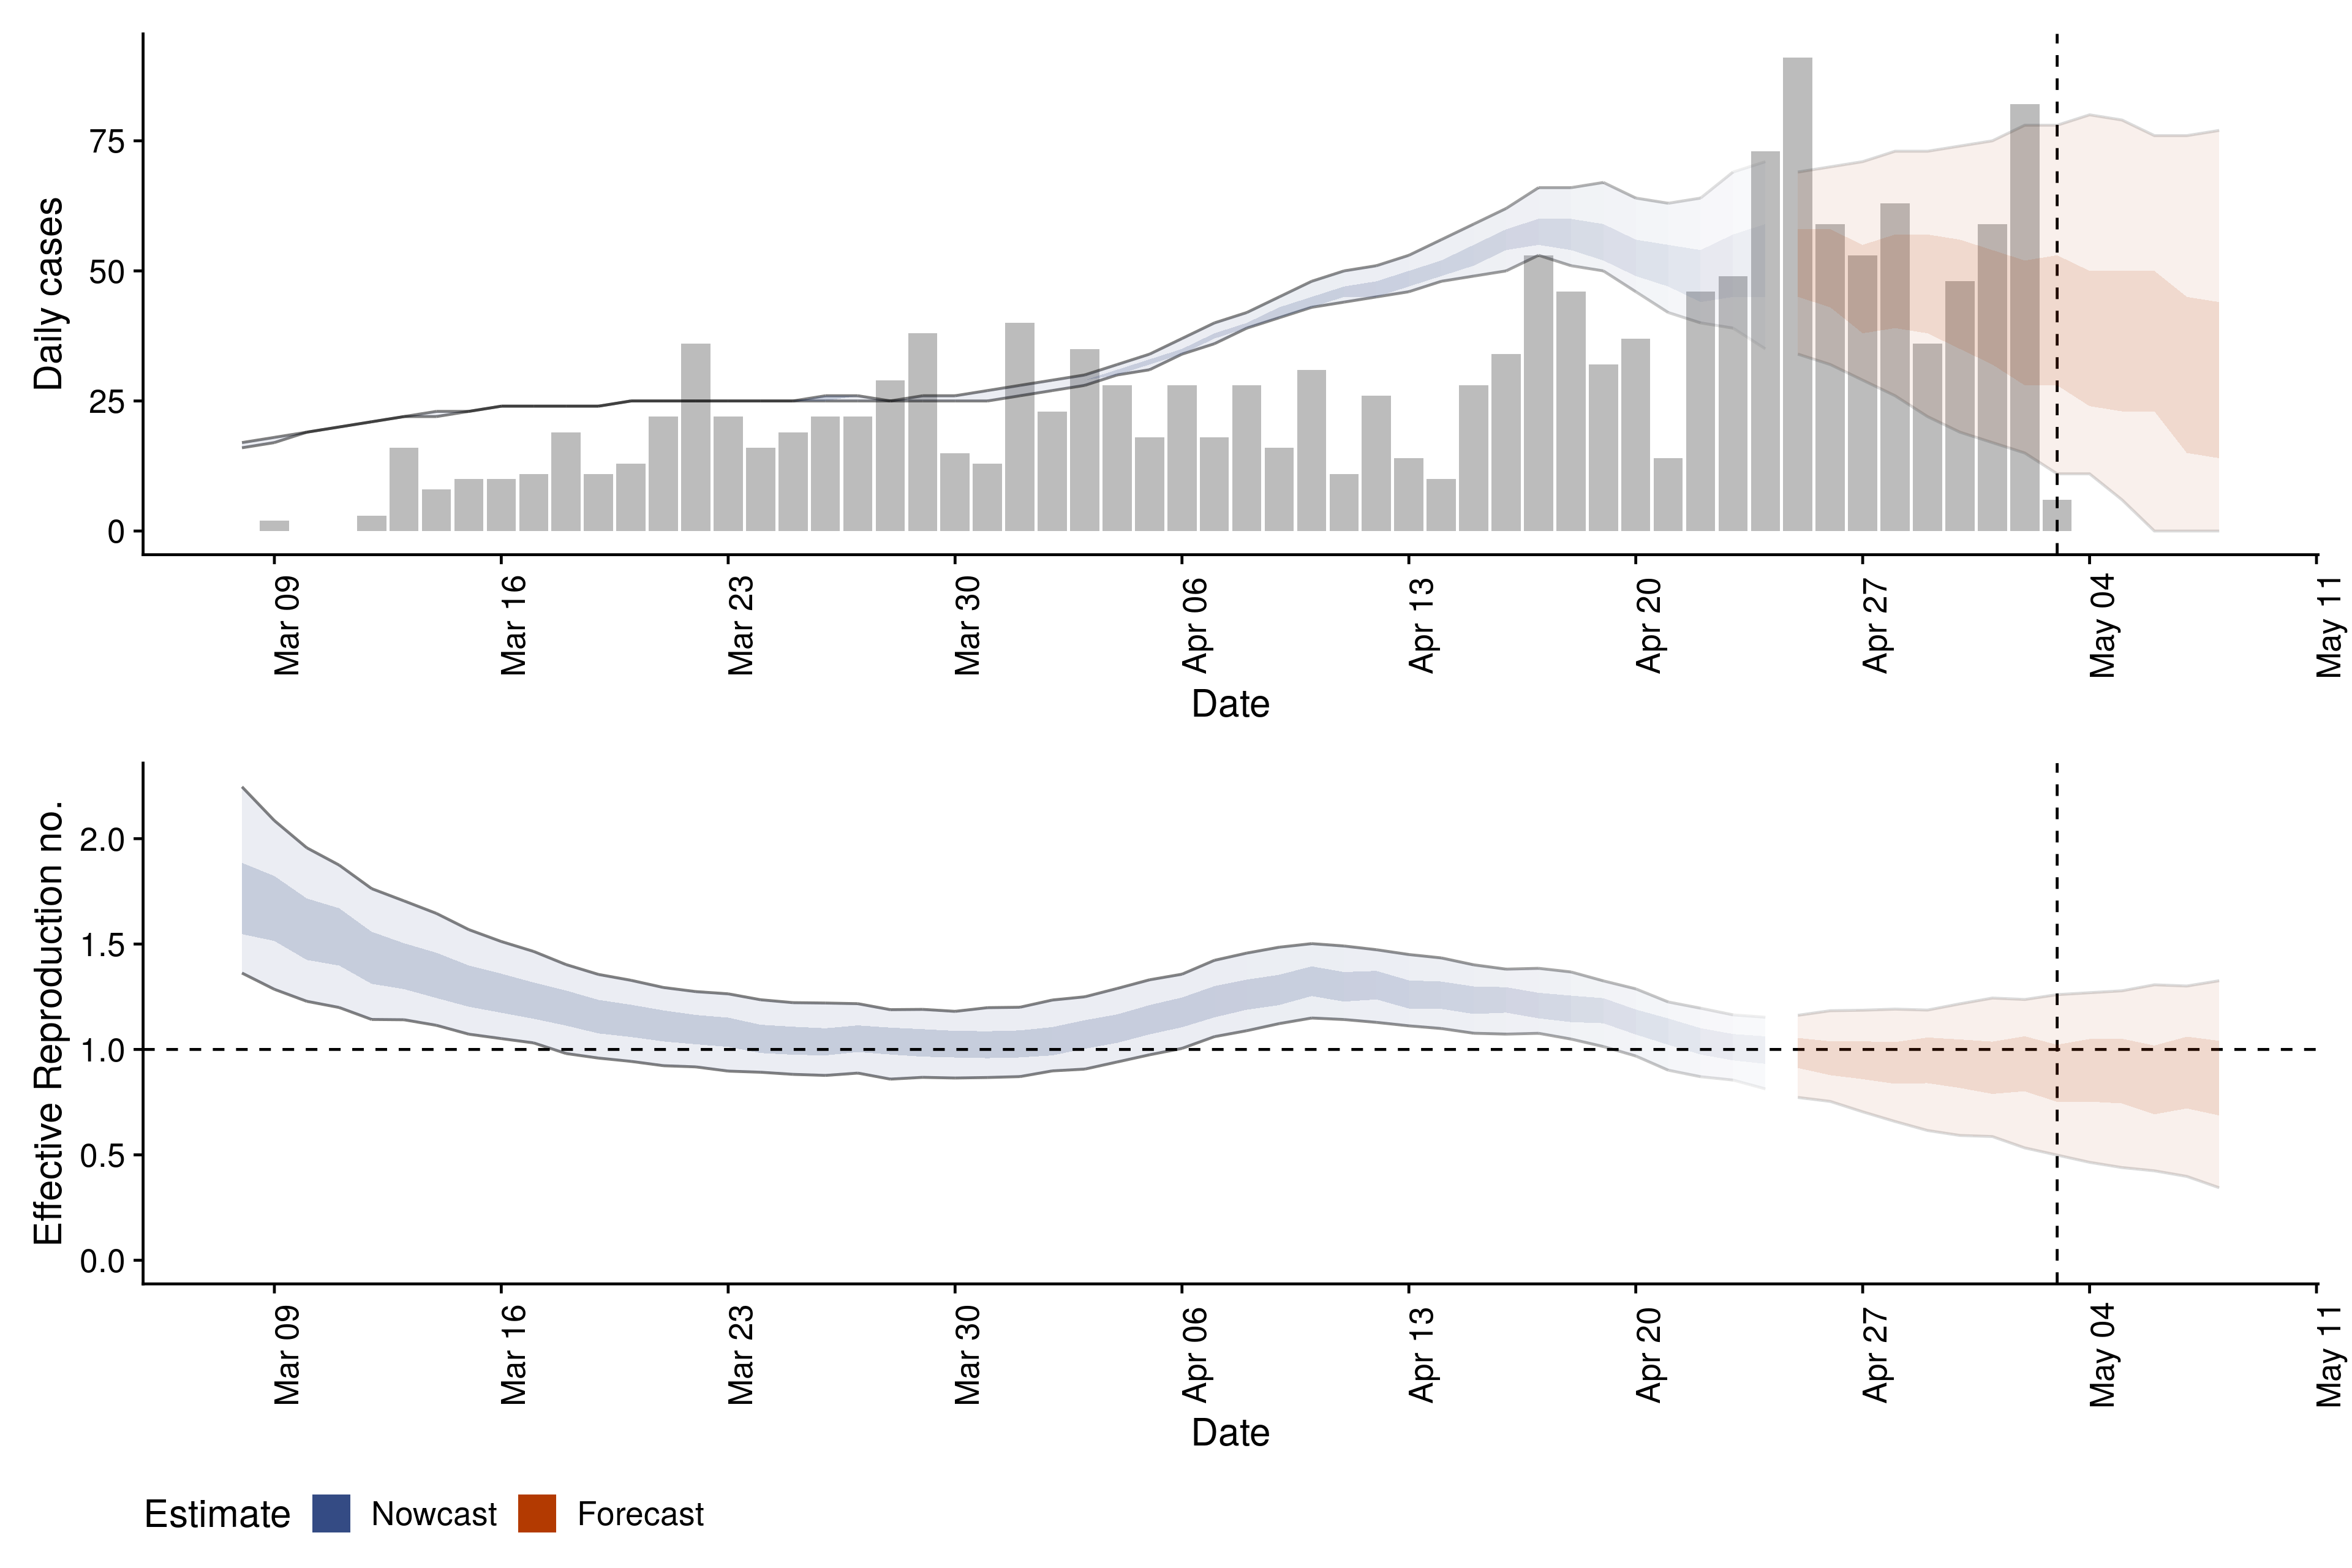 Daily cases
75
50
25
0
Mar 09
Mar 16
Mar 23
Mar 30
Apr 06
Apr 13
Apr 20
Apr 27
May 04
May 11
Date
Effective Reproduction no.
2.0
1.5
1.0
0.5
0.0
Mar 09
Mar 16
Mar 23
Mar 30
Apr 06
Apr 13
Apr 20
Apr 27
May 04
May 11
Date
Estimate Nowcast Forecast